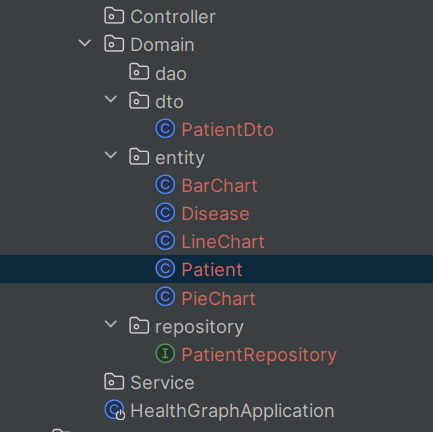 Controller
Domain
dao
dto
PatientDto
entity
BarChart
Disease
LineChart
Patient
PieChart
repository
PatientRepository
Service
HealthGraphApplication